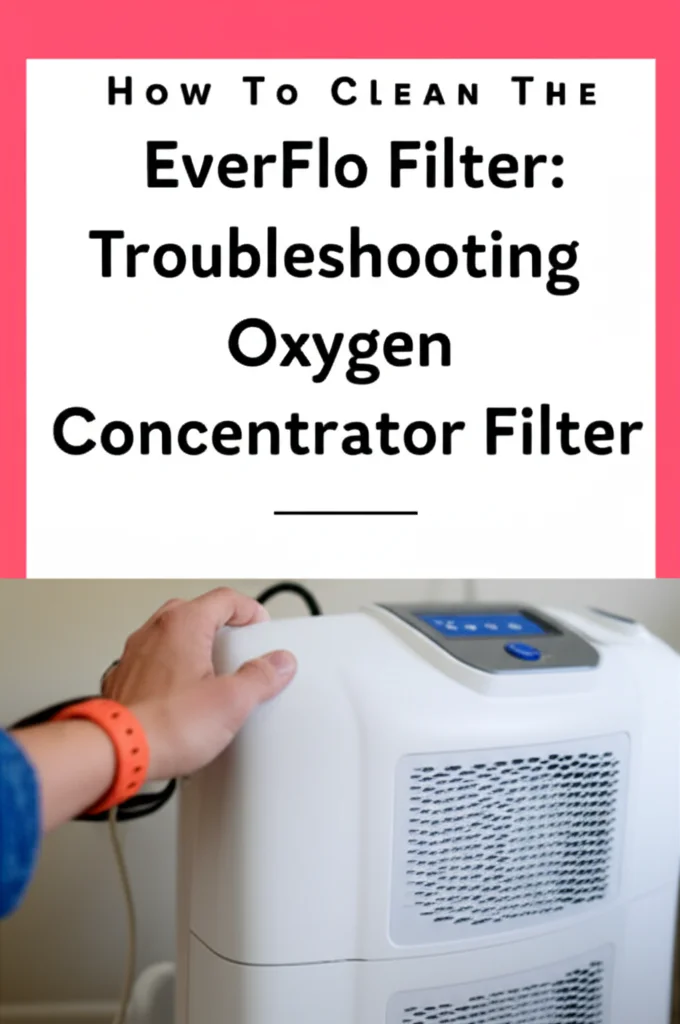 How To Clean The
EverFlo Filter:
Troubleshooting
Oxygen
Concentrator Filter